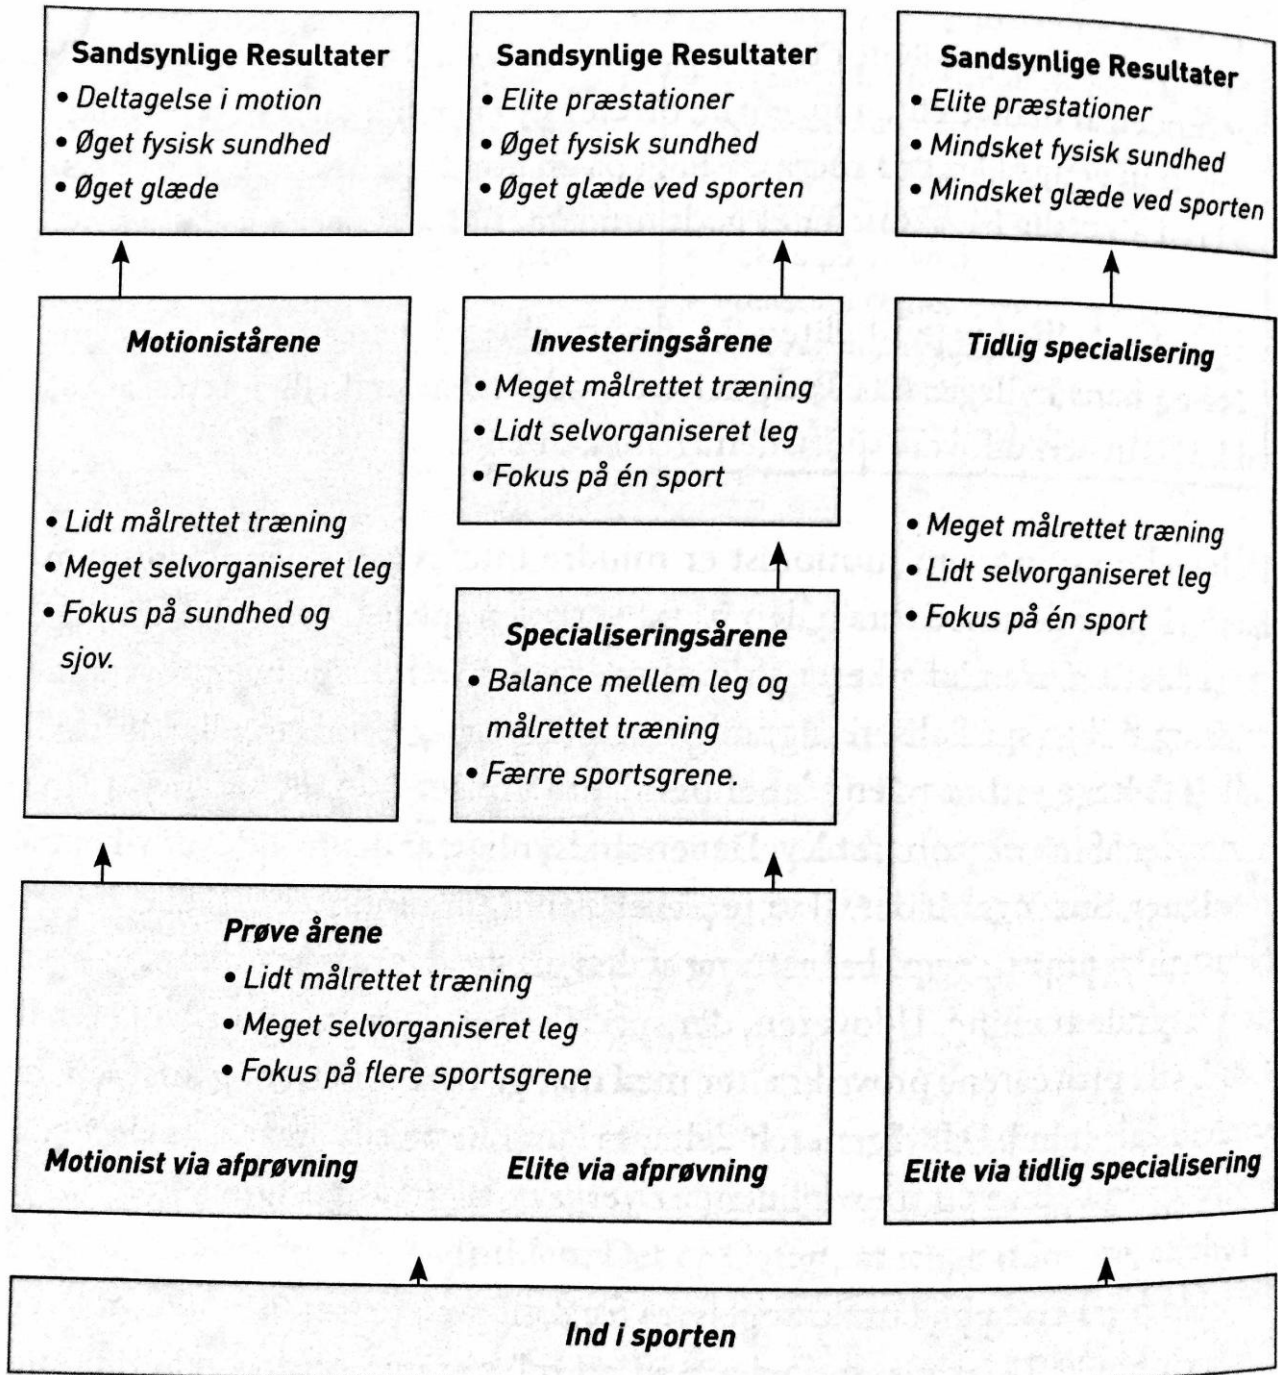 Sandsynlige Resultater
• Deltagelse i motion
• Øget fysisk sundhed
• Øget glæde
Sandsynlige Resultater
• Elite præstationer
• Øget fysisk sundhed
• Øget glæde ved sporten
Sandsynlige Resultater
• Elite præstationer
• Mindsket fysisk sundhed
• Mindsket glæde ved sporten
Motioniståréne
• Lidt målrettet træning
• Meget selvorganiseret leg
• Fokus på sundhed og
sjov.
Investeringsårene
• Meget målrettet træning
• Lidt selvorganiseret leg
• Fokus på én sport
Specialiseringsårene
• Balance mellem leg og
målrettet træning
• Færre sportsgrene.
Tidlig specialisering
• Meget målrettet træning
• Lidt selvorganiseret leg
• Fokus på én sport
Prøve årene
• Lidt målrettet træning
• Meget selvorganiseret leg
• Fokus på flere sportsgrene
Motionist via afprøvning
Elite via afprøvning
Elite via tidlig specialisering
Ind i sporten